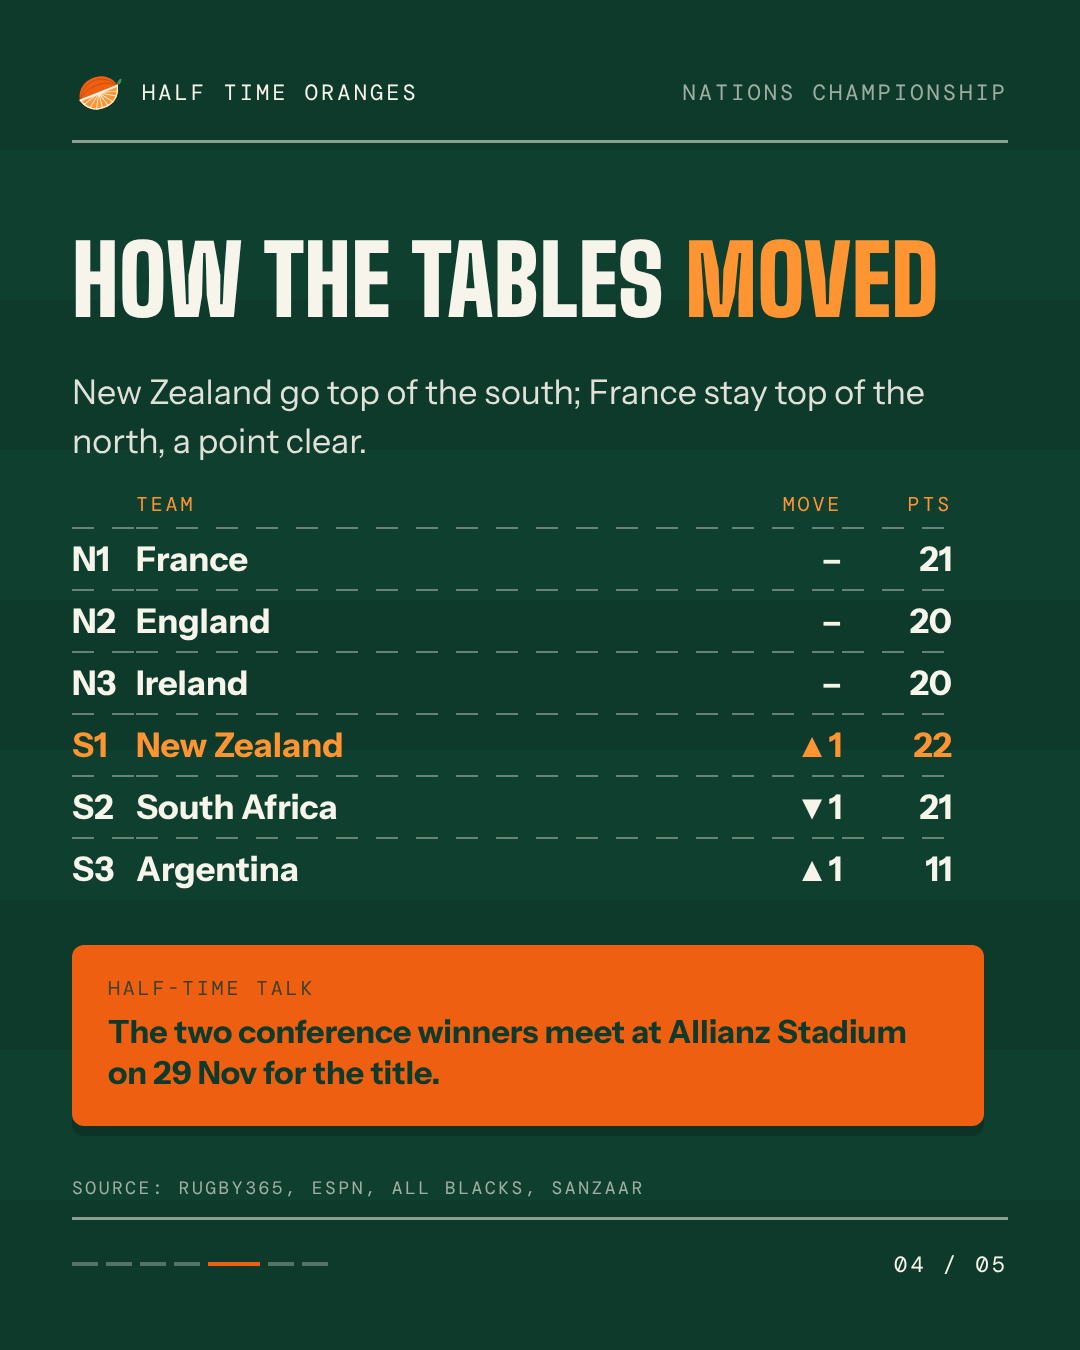 HALF TIME ORANGES
NATIONS CHAMPIONSHIP
HOW THE TABLES MOVED
New Zealand go top of the south; France stay top of the
north, a point clear.
TEAM MOVE PTS
N1 France – 21
N2 England – 20
N3 Ireland – 20
S1 New Zealand ▲1 22
S2 South Africa ▼1 21
S3 Argentina ▲1 11
HALF-TIME TALK
The two conference winners meet at Allianz Stadium
on 29 Nov for the title.
SOURCE: RUGBY365, ESPN, ALL BLACKS, SANZAAR
04 / 05